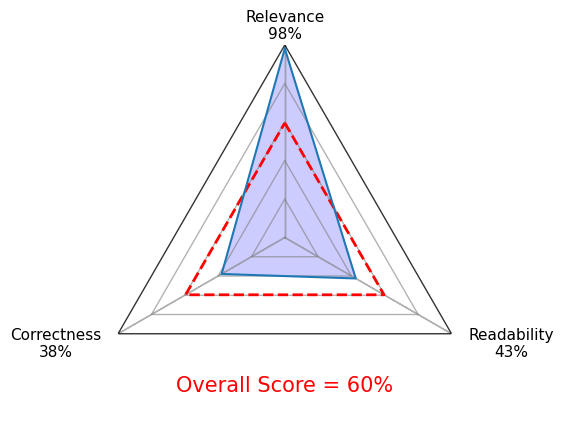 Relevance
98%
Correctness
38%
Readability
43%
Overall Score = 60%